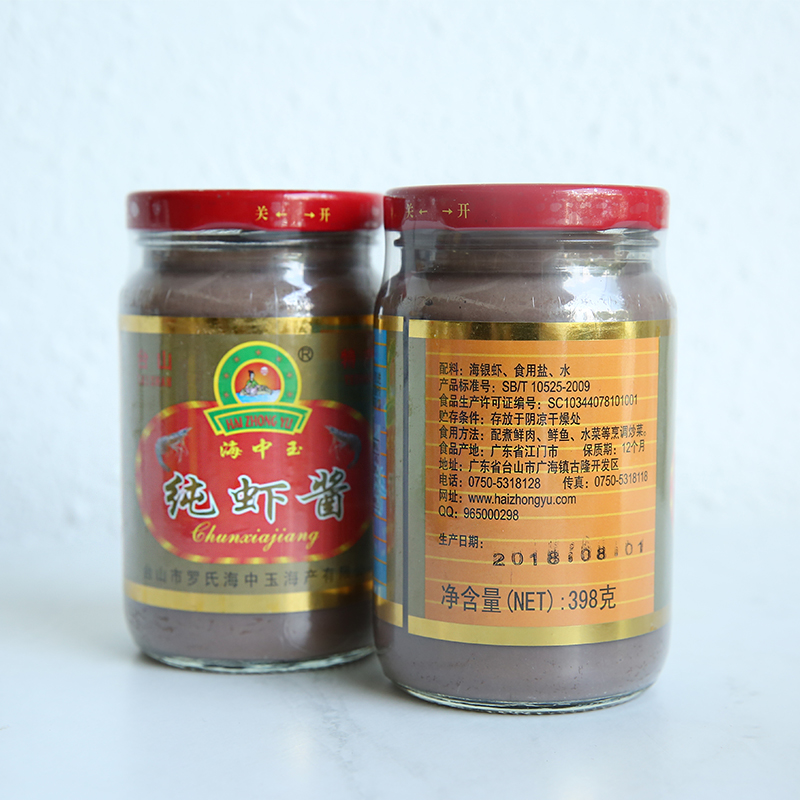 关← →开
®
HAI ZHONG YU
海中玉
纯虾酱
Chunxiajiang
台山市罗氏海中玉海产有限
关← →开
配料：海银虾、食用盐、水
产品标准号：SB/T 10525-2009
食品生产许可证编号：SC10344078101001
贮存条件：存放于阴凉干燥处
食用方法：配煮鲜肉、鲜鱼、水菜等烹调炒菜。
食品产地：广东省江门市 保质期：12个月
地址：广东省台山市广海镇古隆开发区
电话：0750-5318128 传真：0750-5318118
网址：www.haizhongyu.com
QQ：965000298
生产日期：
2018.08.01
净含量(NET):398克